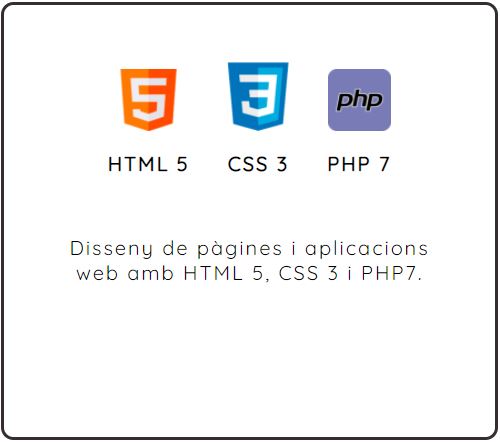 5 3 php
HTML 5 CSS 3 PHP 7
Disseny de pàgines i aplicacions
web amb HTML 5, CSS 3 i PHP7.